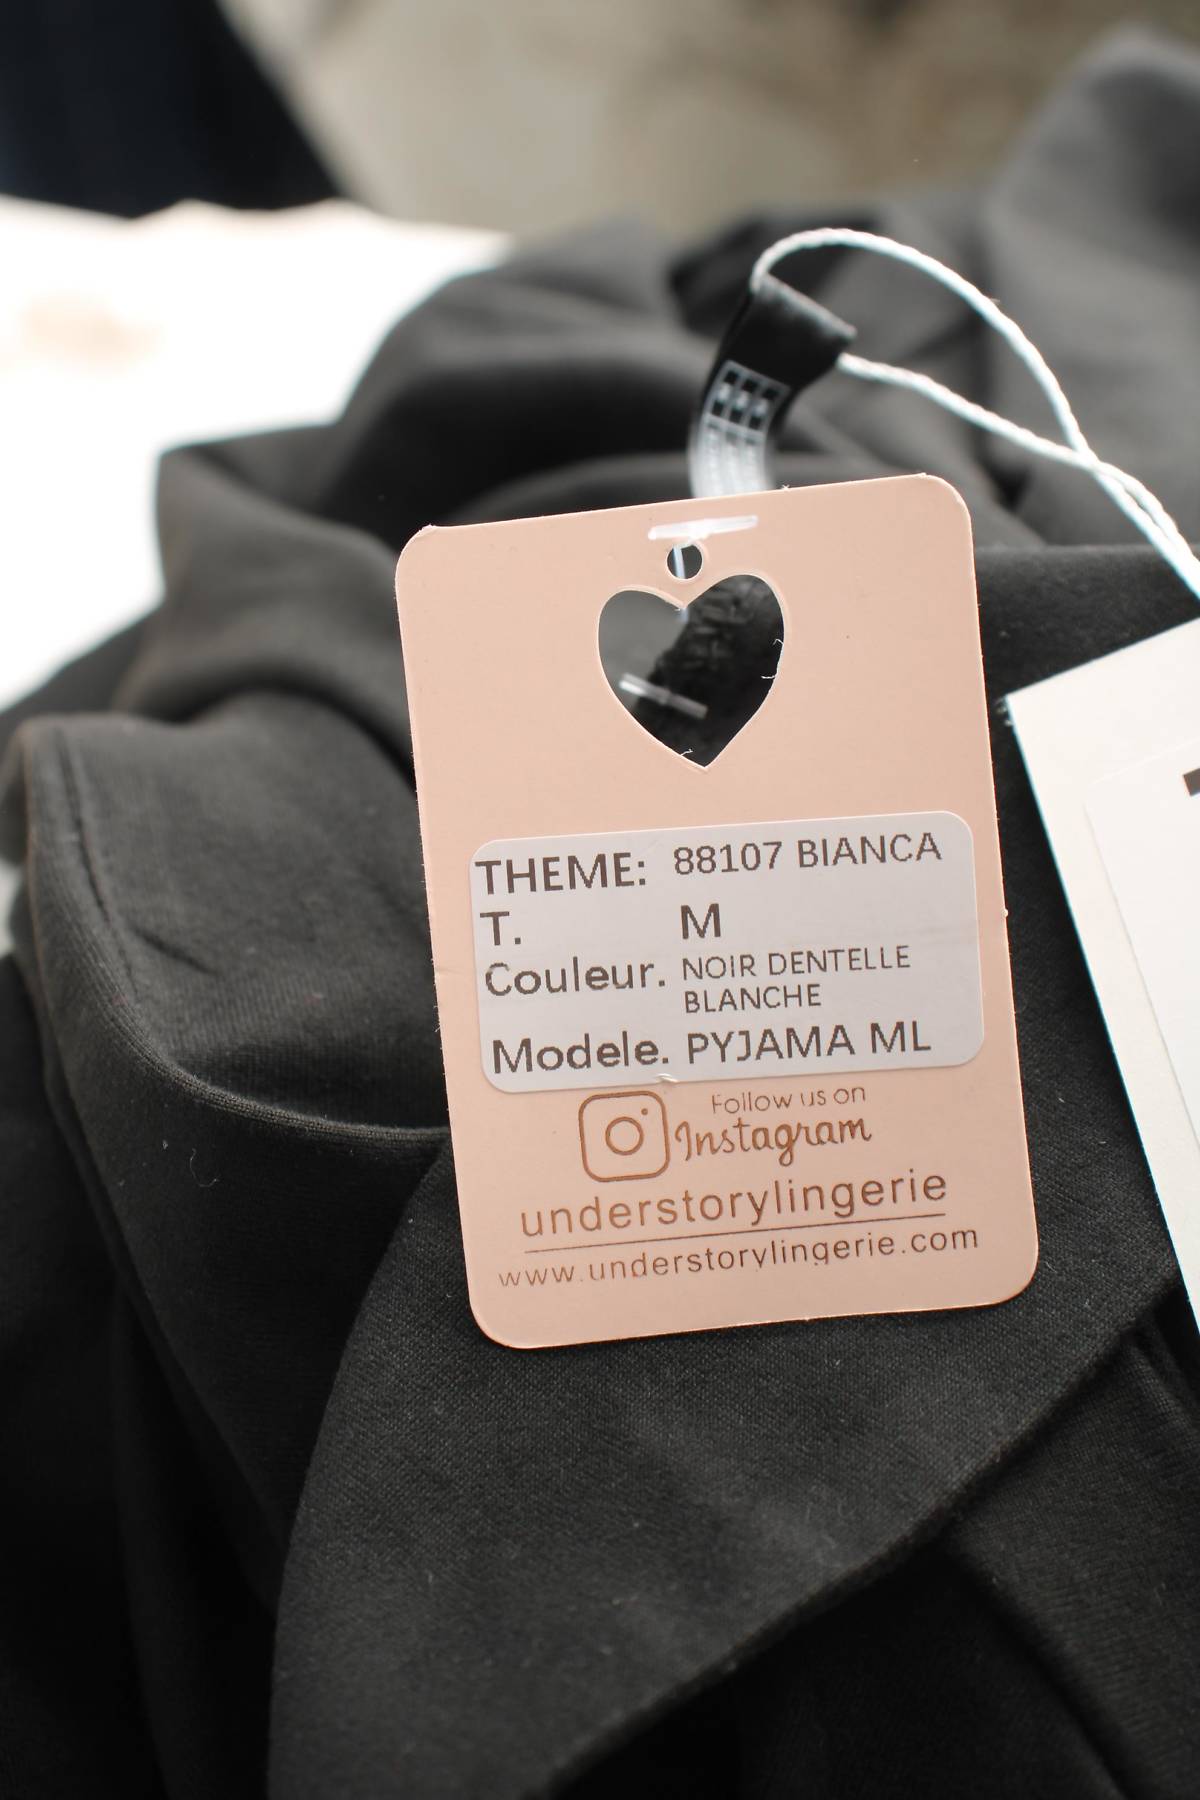 THEME: 88107 BIANCA
T. M
Couleur. NOIR DENTELLE
BLANCHE
Modele. PYJAMA ML
Follow us on
Instagram
understorylingerie
www.understorylingerie.com